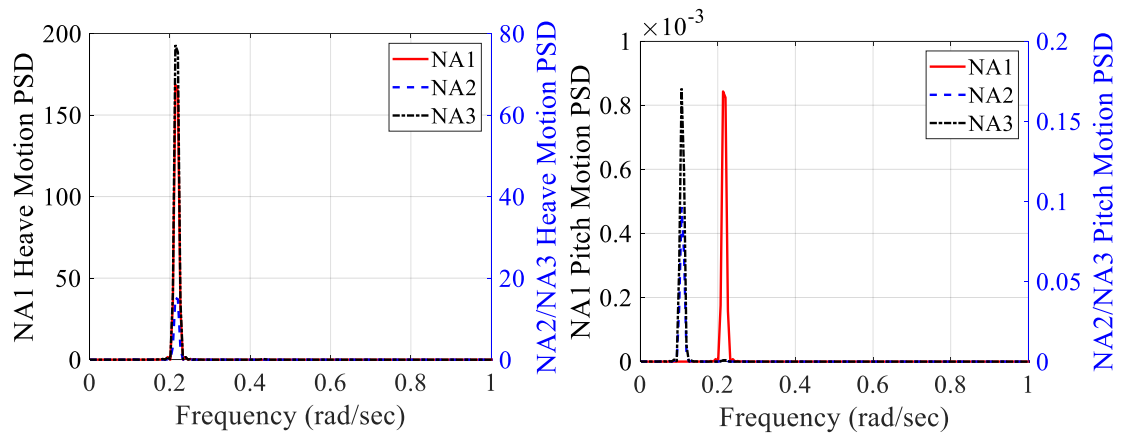 NA1 Heave Motion PSD
200
150
100
50
0
0 0.2 0.4 0.6 0.8 1
Frequency (rad/sec)
80
60
40
20
0
NA2/NA3 Heave Motion PSD
NA1
NA2
NA3
NA1 Pitch Motion PSD
×10⁻³
1
0.8
0.6
0.4
0.2
0
0 0.2 0.4 0.6 0.8 1
Frequency (rad/sec)
0.2
0.15
0.1
0.05
0
NA2/NA3 Pitch Motion PSD
NA1
NA2
NA3